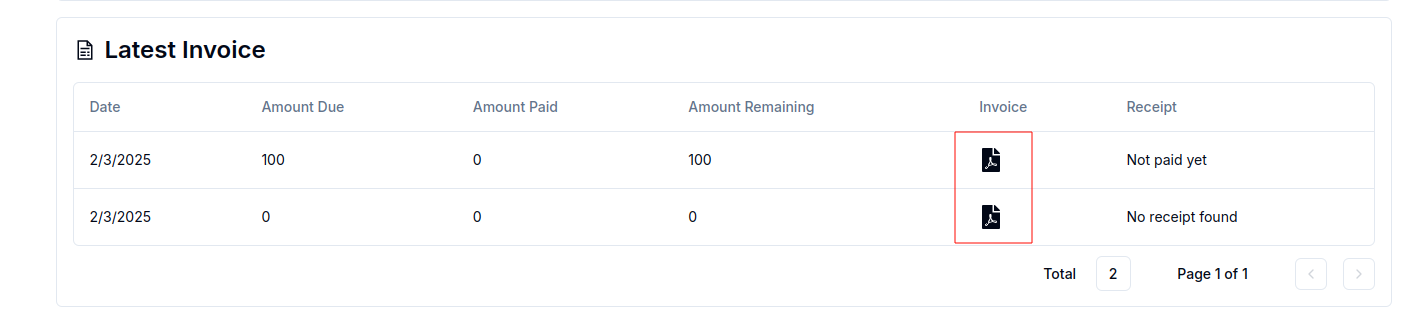 Latest Invoice
Date Amount Due Amount Paid Amount Remaining Invoice Receipt
2/3/2025 100 0 100 Not paid yet
2/3/2025 0 0 0 No receipt found
Total 2 Page 1 of 1